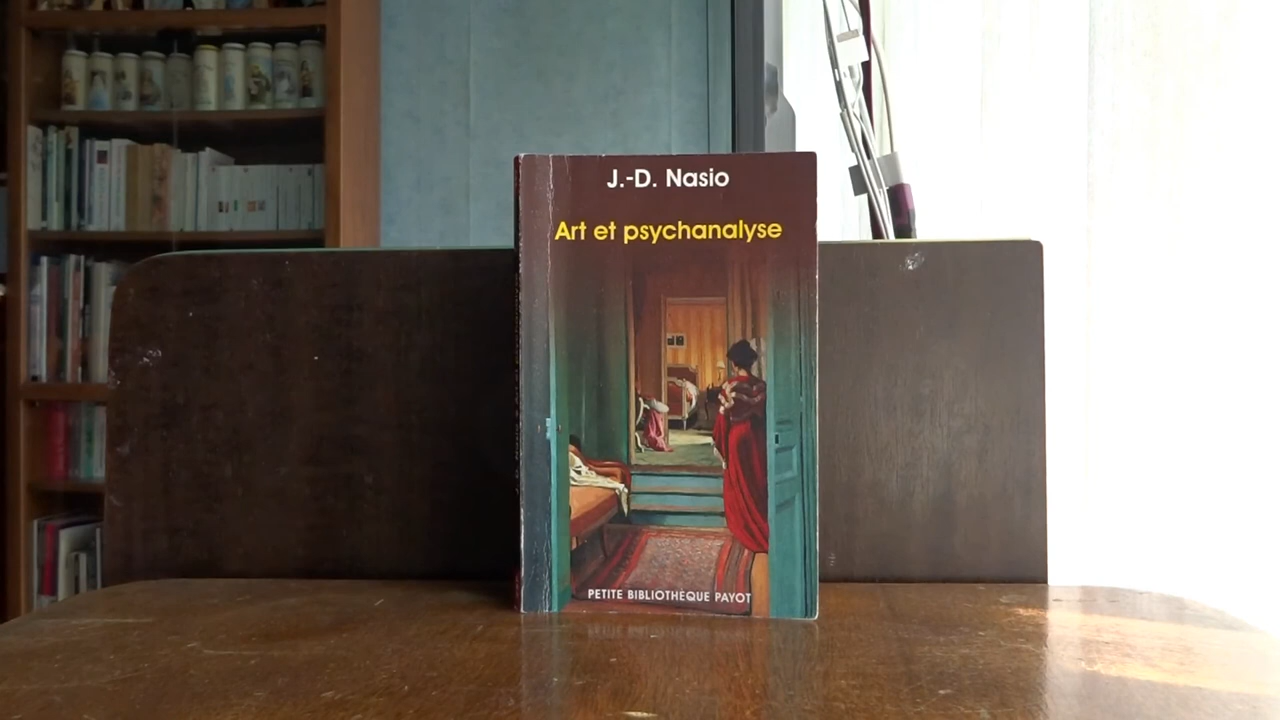 J.-D. Nasio
Art et psychanalyse
PETITE BIBLIOTHÈQUE PAYOT